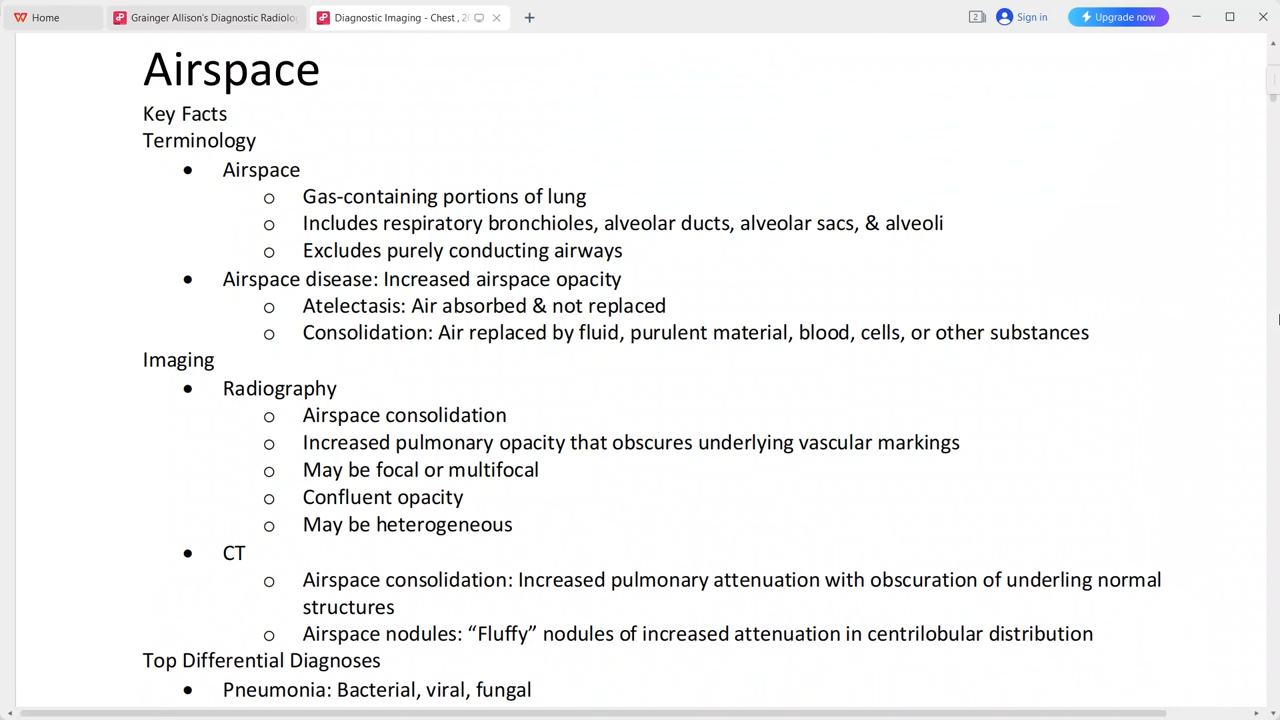 Home
Grainger Allison's Diagnostic Radiolo
Diagnostic Imaging - Chest , 2
2
Sign in
Upgrade now
Airspace
Key Facts
Terminology
• Airspace
o Gas-containing portions of lung
o Includes respiratory bronchioles, alveolar ducts, alveolar sacs, & alveoli
o Excludes purely conducting airways
• Airspace disease: Increased airspace opacity
o Atelectasis: Air absorbed & not replaced
o Consolidation: Air replaced by fluid, purulent material, blood, cells, or other substances
Imaging
• Radiography
o Airspace consolidation
o Increased pulmonary opacity that obscures underlying vascular markings
o May be focal or multifocal
o Confluent opacity
o May be heterogeneous
• CT
o Airspace consolidation: Increased pulmonary attenuation with obscuration of underling normal
structures
o Airspace nodules: “Fluffy” nodules of increased attenuation in centrilobular distribution
Top Differential Diagnoses
• Pneumonia: Bacterial, viral, fungal